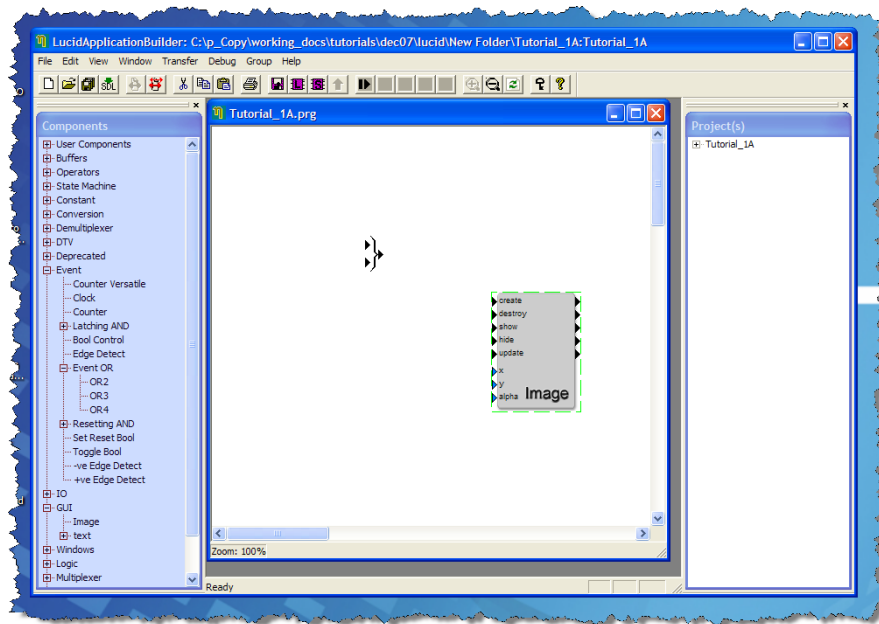 LucidApplicationBuilder: C:\p_Copy\working_docs\tutorials\dec07\lucid\New Folder\Tutorial_1A:Tutorial_1A
File Edit View Window Transfer Debug Group Help
SDL
Components
User Components
Buffers
Operators
State Machine
Constant
Conversion
Demultiplexer
DTV
Deprecated
Event
Counter Versatile
Clock
Counter
Latching AND
Bool Control
Edge Detect
Event OR
OR2
OR3
OR4
Resetting AND
Set Reset Bool
Toggle Bool
-ve Edge Detect
+ve Edge Detect
IO
GUI
Image
text
Windows
Logic
Multiplexer
Tutorial_1A.prg
create
destroy
show
hide
update
x
y
alpha Image
Zoom: 100%
Ready
Project(s)
Tutorial_1A